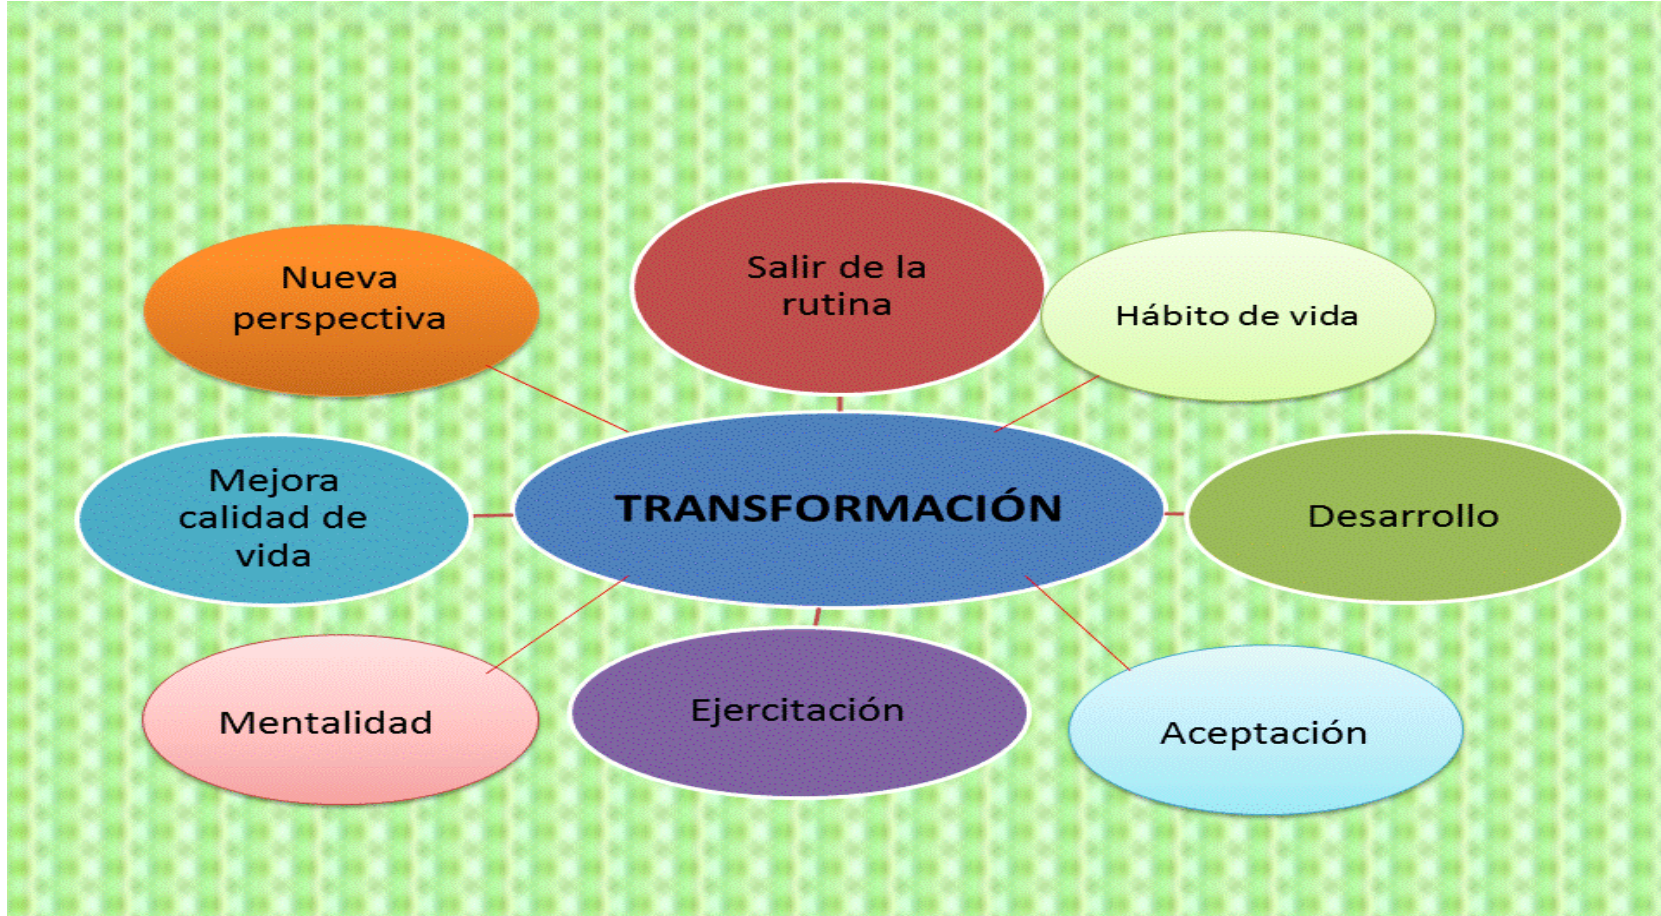 Salir de la
rutina
Nueva
perspectiva
Hábito de vida
Mejora
calidad de
vida
TRANSFORMACIÓN
Desarrollo
Mentalidad
Ejercitación
Aceptación